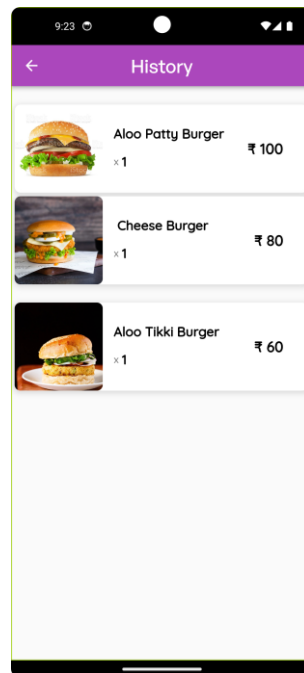 9:23
History
Aloo Patty Burger
x 1
₹ 100
Cheese Burger
x 1
₹ 80
Aloo Tikki Burger
x 1
₹ 60